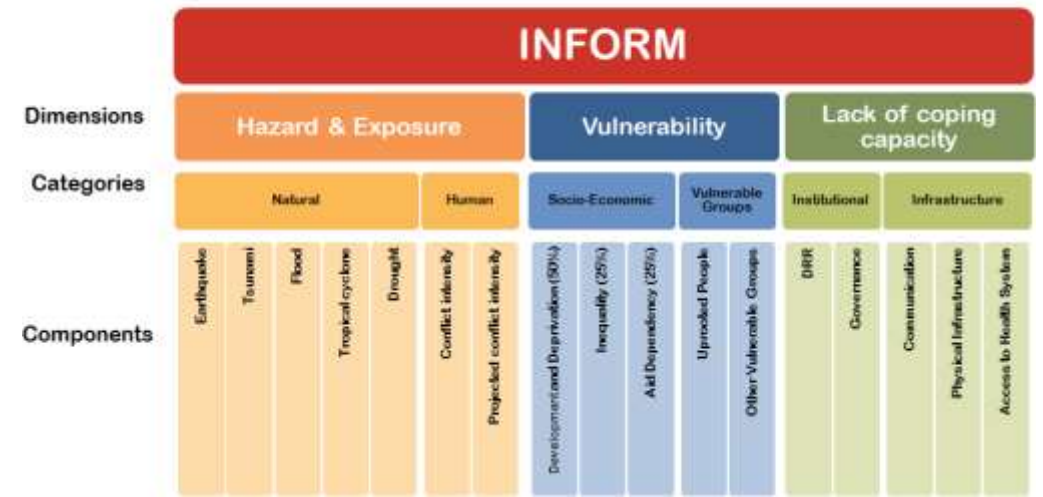 INFORM
Dimensions
Hazard & Exposure
Vulnerability
Lack of coping
capacity
Categories
Natural
Human
Socio-Economic
Vulnerable
Groups
Institutional
Infrastructure
Components
Earthquake
Tsunami
Flood
Tropical cyclone
Drought
Conflict intensity
Projected conflict intensity
Development and Deprivation (50%)
Inequality (25%)
Aid Dependency (25%)
Uprooted People
Other Vulnerable Groups
DRR
Governance
Communication
Physical Infrastructure
Access to Health System